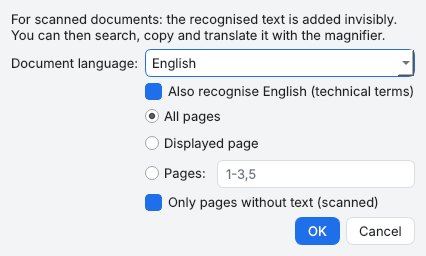 For scanned documents: the recognised text is added invisibly.
You can then search, copy and translate it with the magnifier.
Document language: English
Also recognise English (technical terms)
All pages
Displayed page
Pages: 1-3,5
Only pages without text (scanned)
OK Cancel